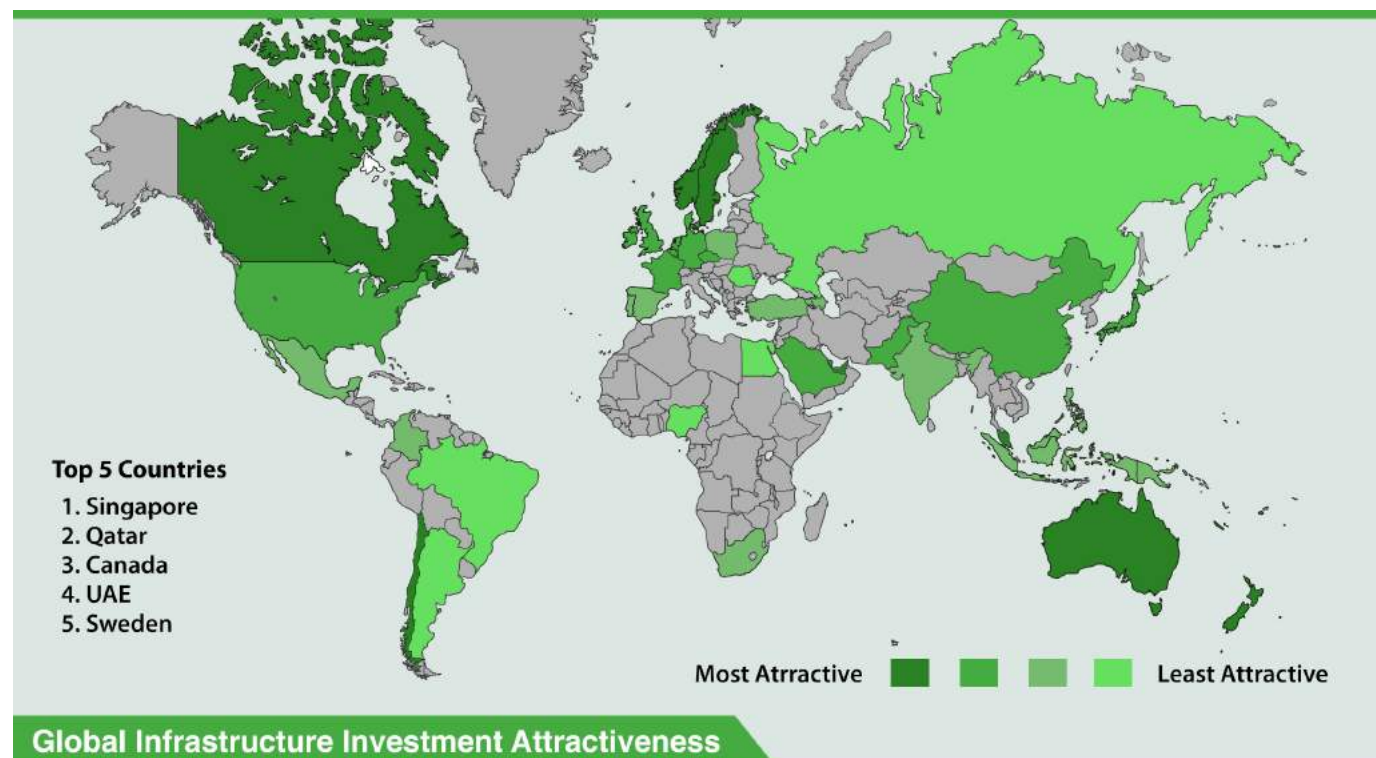 Top 5 Countries
1. Singapore
2. Qatar
3. Canada
4. UAE
5. Sweden
Most Atrractive
Least Attractive
Global Infrastructure Investment Attractiveness